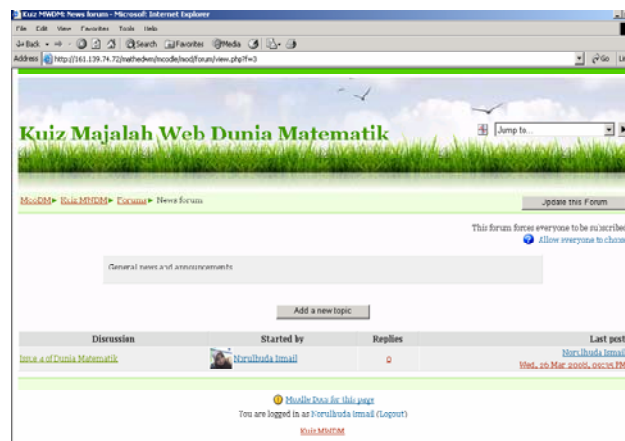 Kuiz MWDM: News forum - Microsoft Internet Explorer
File Edit View Favorites Tools Help
Back Search Favorites Media
Address http://161.139.74.72/mathedwm/moodle/mod/forum/view.php?f=3 Go
Kuiz Majalah Web Dunia Matematik
Jump to...
MooDM ► Kuiz MWDM ► Forums ► News forum
Update this Forum
This forum forces everyone to be subscribed
Allow everyone to choose
General news and announcements
Add a new topic
Discussion Started by Replies Last post
Issue 4 of Dunia Matematik Norulhuda Ismail 0 Norulhuda Ismail
Wed, 26 Mar 2008, PM
Moodle Docs for this page
You are logged in as Norulhuda Ismail (Logout)
Kuiz MWDM